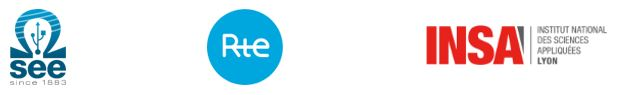 see
since 1883
Rte
INSA
INSTITUT NATIONAL
DES SCIENCES
APPLIQUÉES
LYON